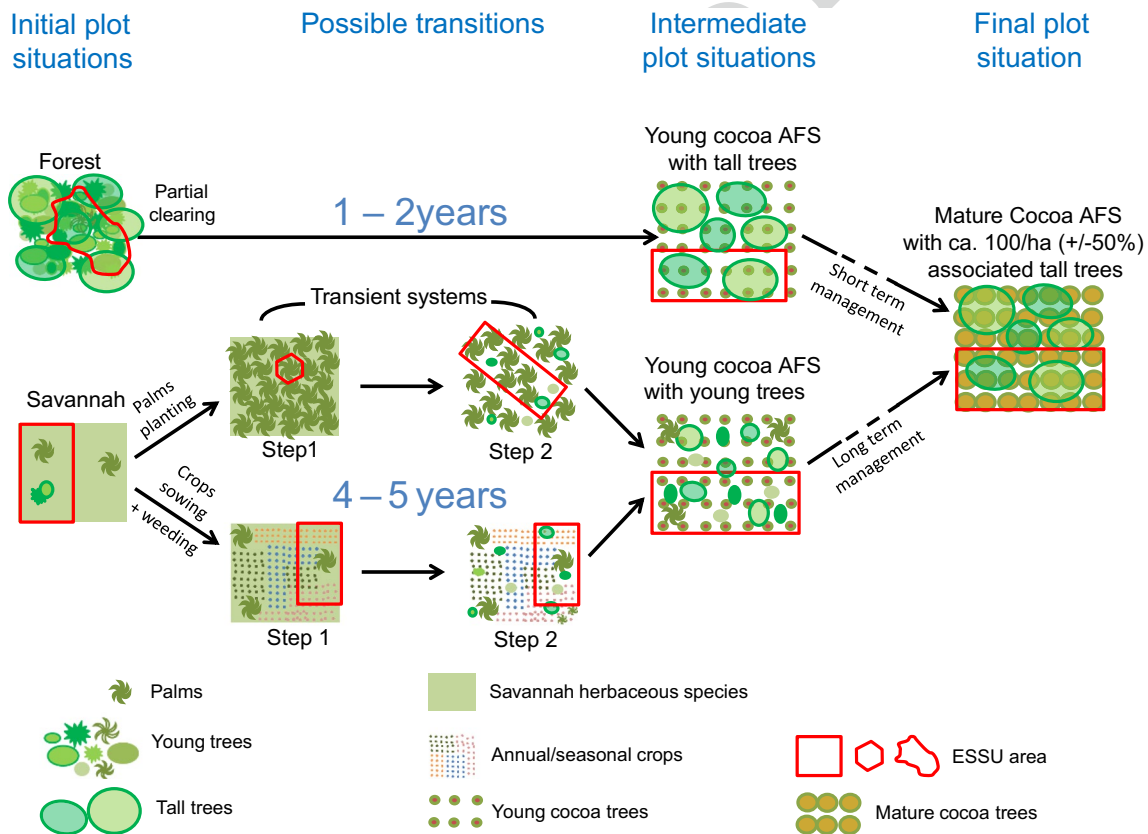 Initial plot
situations
Possible transitions
Intermediate
plot situations
Final plot
situation
Forest
Partial
clearing
1 – 2years
Young cocoa AFS
with tall trees
Short term
management
Mature Cocoa AFS
with ca. 100/ha (+/-50%)
associated tall trees
Transient systems
Savannah
Palms
planting
Step1
Step 2
Young cocoa AFS
with young trees
Long term
management
Crops
sowing
+ weeding
4 – 5 years
Step 1
Step 2
Palms
Savannah herbaceous species
Young trees
Annual/seasonal crops
ESSU area
Tall trees
Young cocoa trees
Mature cocoa trees